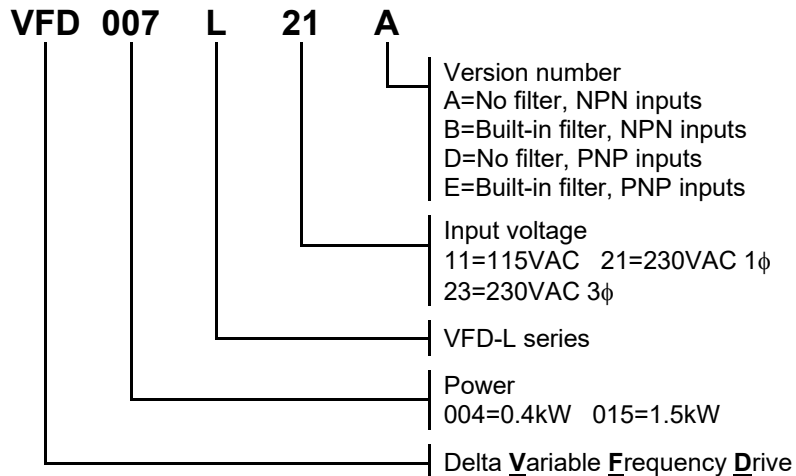 VFD 007 L 21 A
Version number
A=No filter, NPN inputs
B=Built-in filter, NPN inputs
D=No filter, PNP inputs
E=Built-in filter, PNP inputs
Input voltage
11=115VAC 21=230VAC 1ϕ
23=230VAC 3ϕ
VFD-L series
Power
004=0.4kW 015=1.5kW
Delta Variable Frequency Drive